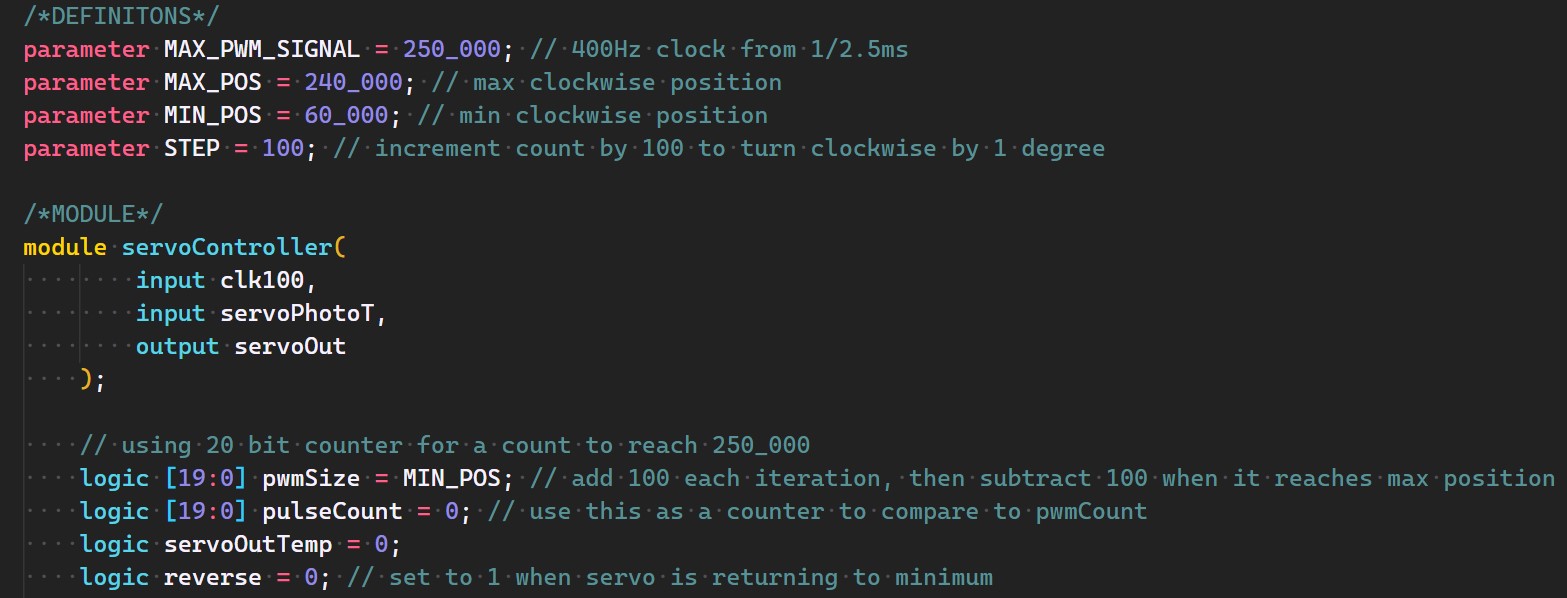 /*DEFINITONS*/
parameter MAX_PWM_SIGNAL = 250_000; // 400Hz clock from 1/2.5ms
parameter MAX_POS = 240_000; // max clockwise position
parameter MIN_POS = 60_000; // min clockwise position
parameter STEP = 100; // increment count by 100 to turn clockwise by 1 degree
/*MODULE*/
module servoController(
input clk100,
input servoPhotoT,
output servoOut
);
// using 20 bit counter for a count to reach 250_000
logic [19:0] pwmSize = MIN_POS; // add 100 each iteration, then subtract 100 when it reaches max position
logic [19:0] pulseCount = 0; // use this as a counter to compare to pwmCount
logic servoOutTemp = 0;
logic reverse = 0; // set to 1 when servo is returning to minimum